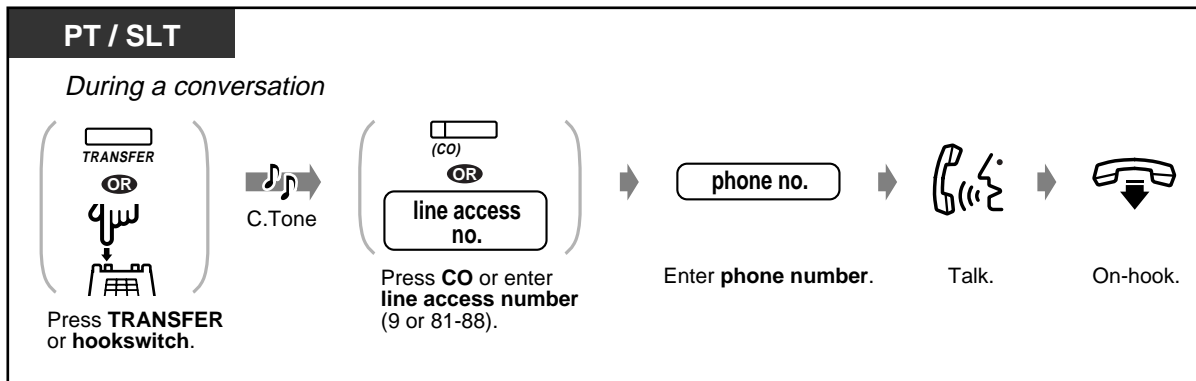 PT / SLT
During a conversation
TRANSFER
OR
C.Tone
(CO)
OR
line access
no.
phone no.
Press TRANSFER
or hookswitch.
Press CO or enter
line access number
(9 or 81-88).
Enter phone number.
Talk.
On-hook.